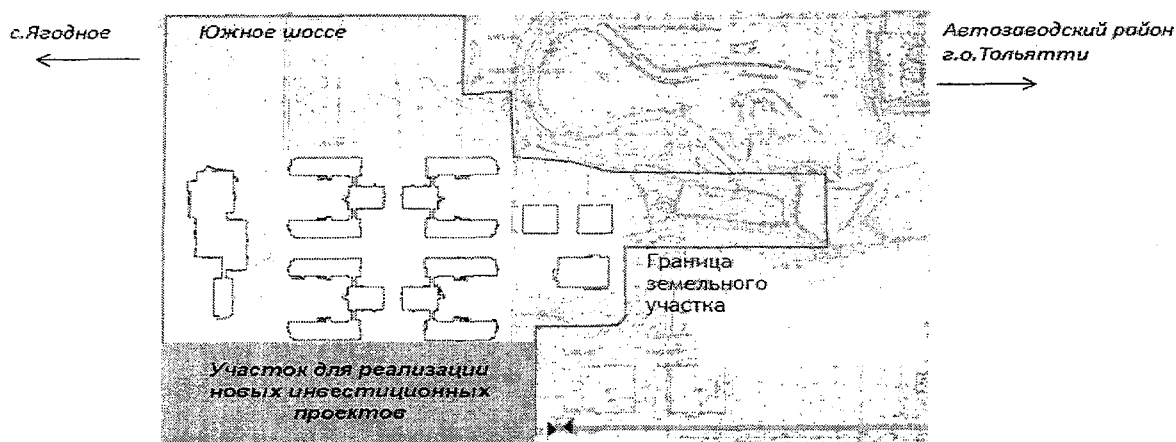 с.Ягодное
Южное шоссе
Автозаводский район
г.о.Тольятти
Граница
земельного
участка
Участок для реализации
новых инвестиционных
проектов